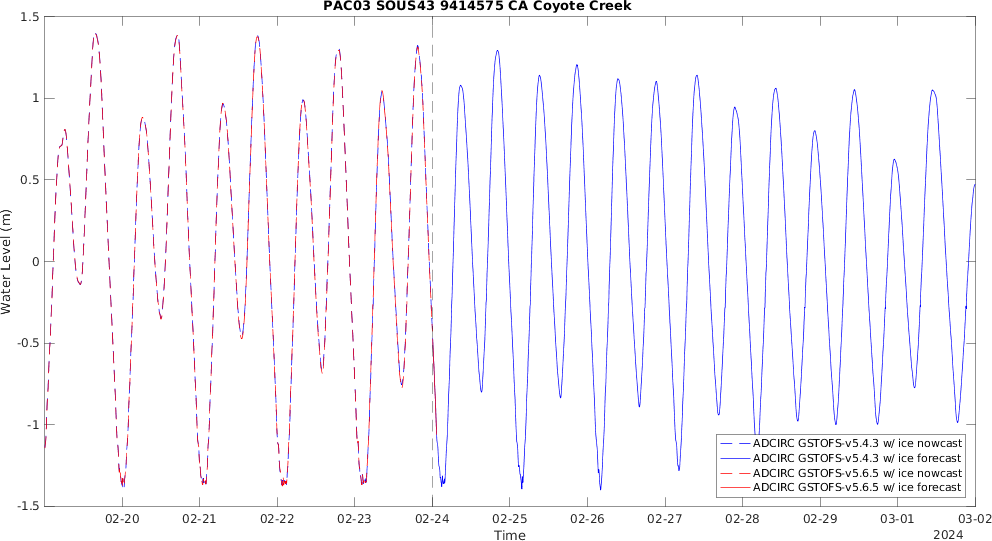 PAC03 SOUS43 9414575 CA Coyote Creek
1.5
1
0.5
0
-0.5
-1
-1.5
Water Level (m)
02-20 02-21 02-22 02-23 02-24 02-25 02-26 02-27 02-28 02-29 03-01 03-02
Time
2024
ADCIRC GSTOFS-v5.4.3 w/ ice nowcast
ADCIRC GSTOFS-v5.4.3 w/ ice forecast
ADCIRC GSTOFS-v5.6.5 w/ ice nowcast
ADCIRC GSTOFS-v5.6.5 w/ ice forecast